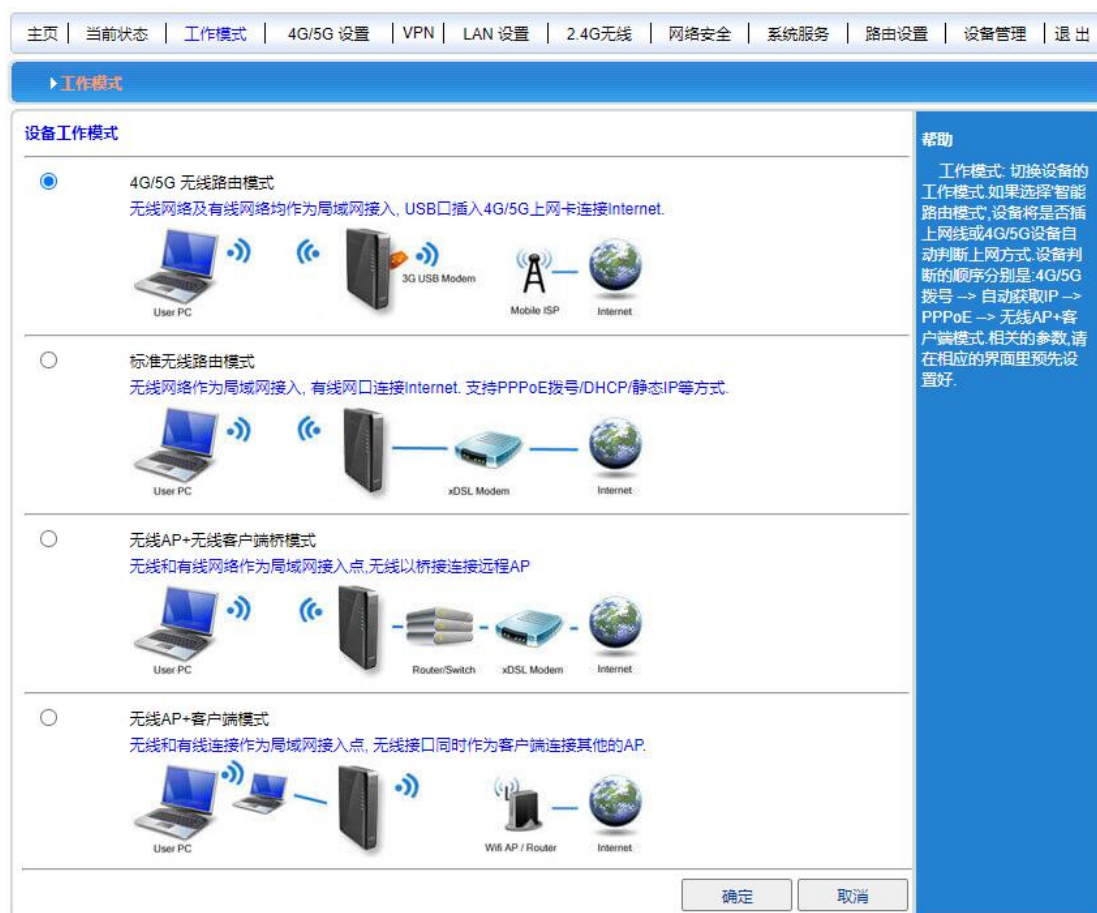 主页 | 当前状态 | 工作模式 | 4G/5G 设置 | VPN | LAN 设置 | 2.4G无线 | 网络安全 | 系统服务 | 路由设置 | 设备管理 | 退 出
工作模式
设备工作模式
4G/5G 无线路由模式
无线网络及有线网络均作为局域网接入, USB口插入4G/5G上网卡连接Internet.
3G USB Modem
User PC
Mobile ISP
Internet
标准无线路由模式
无线网络作为局域网接入, 有线网口连接Internet. 支持PPPoE拨号/DHCP/静态IP等方式.
User PC
xDSL Modem
Internet
无线AP+无线客户端桥模式
无线和有线网络作为局域网接入点,无线以桥接连接远程AP
User PC
Router/Switch
xDSL Modem
Internet
无线AP+客户端模式
无线和有线连接作为局域网接入点, 无线接口同时作为客户端连接其他的AP.
User PC
Wifi AP / Router
Internet
确定
取消
帮助
工作模式: 切换设备的
工作模式.如果选择'智能
路由模式',设备将是否插
上网线或4G/5G设备自
动判断上网方式.设备判
断的顺序分别是:4G/5G
拨号 --> 自动获取IP -->
PPPoE --> 无线AP+客
户端模式.相关的参数,请
在相应的界面里预先设
置好.